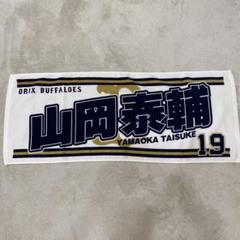 ORIX BUFFALOES
山岡泰輔
YAMAOKA TAISUKE
19